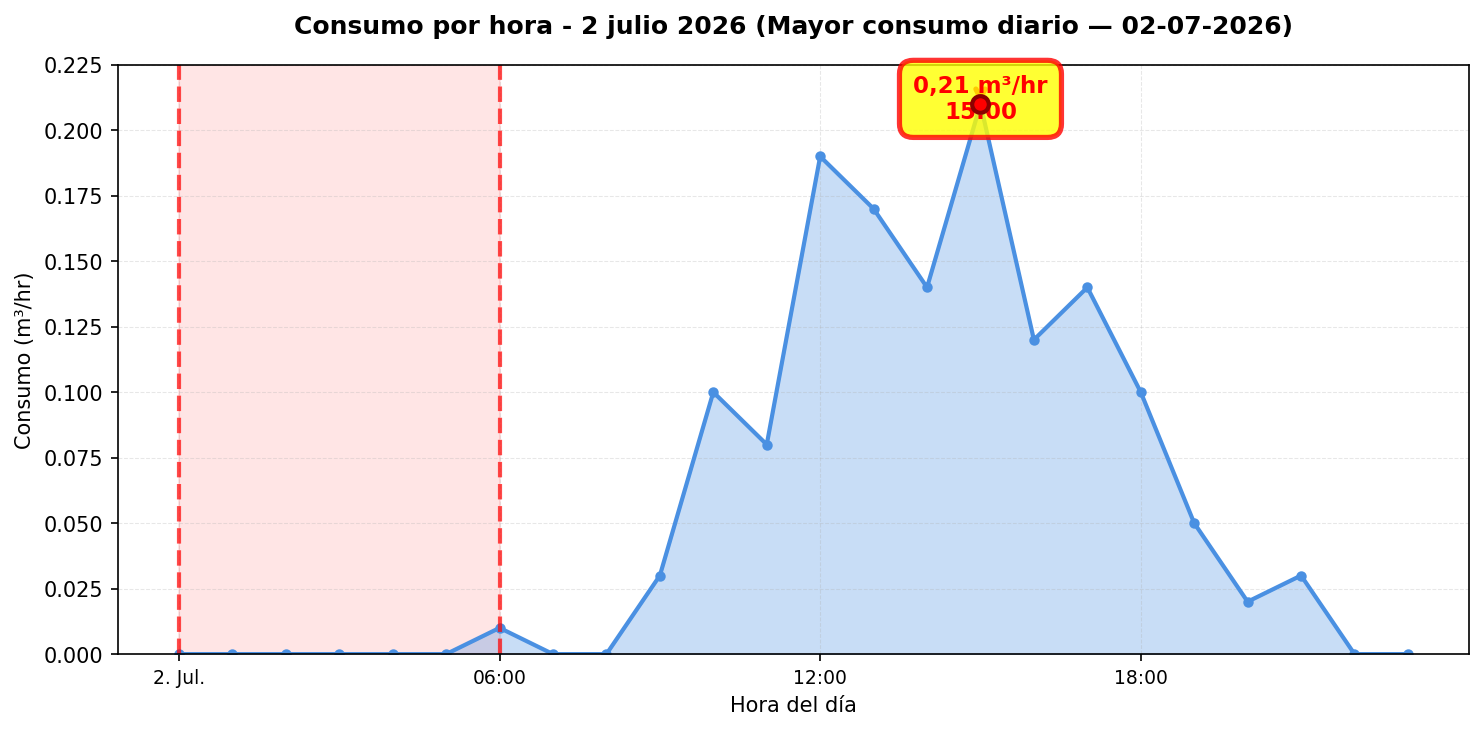 Consumo por hora - 2 julio 2026 (Mayor consumo diario — 02-07-2026)
0,21 m³/hr
15:00
0.225
0.200
0.175
0.150
0.125
0.100
0.075
0.050
0.025
0.000
Consumo (m³/hr)
2. Jul.
06:00
12:00
18:00
Hora del día